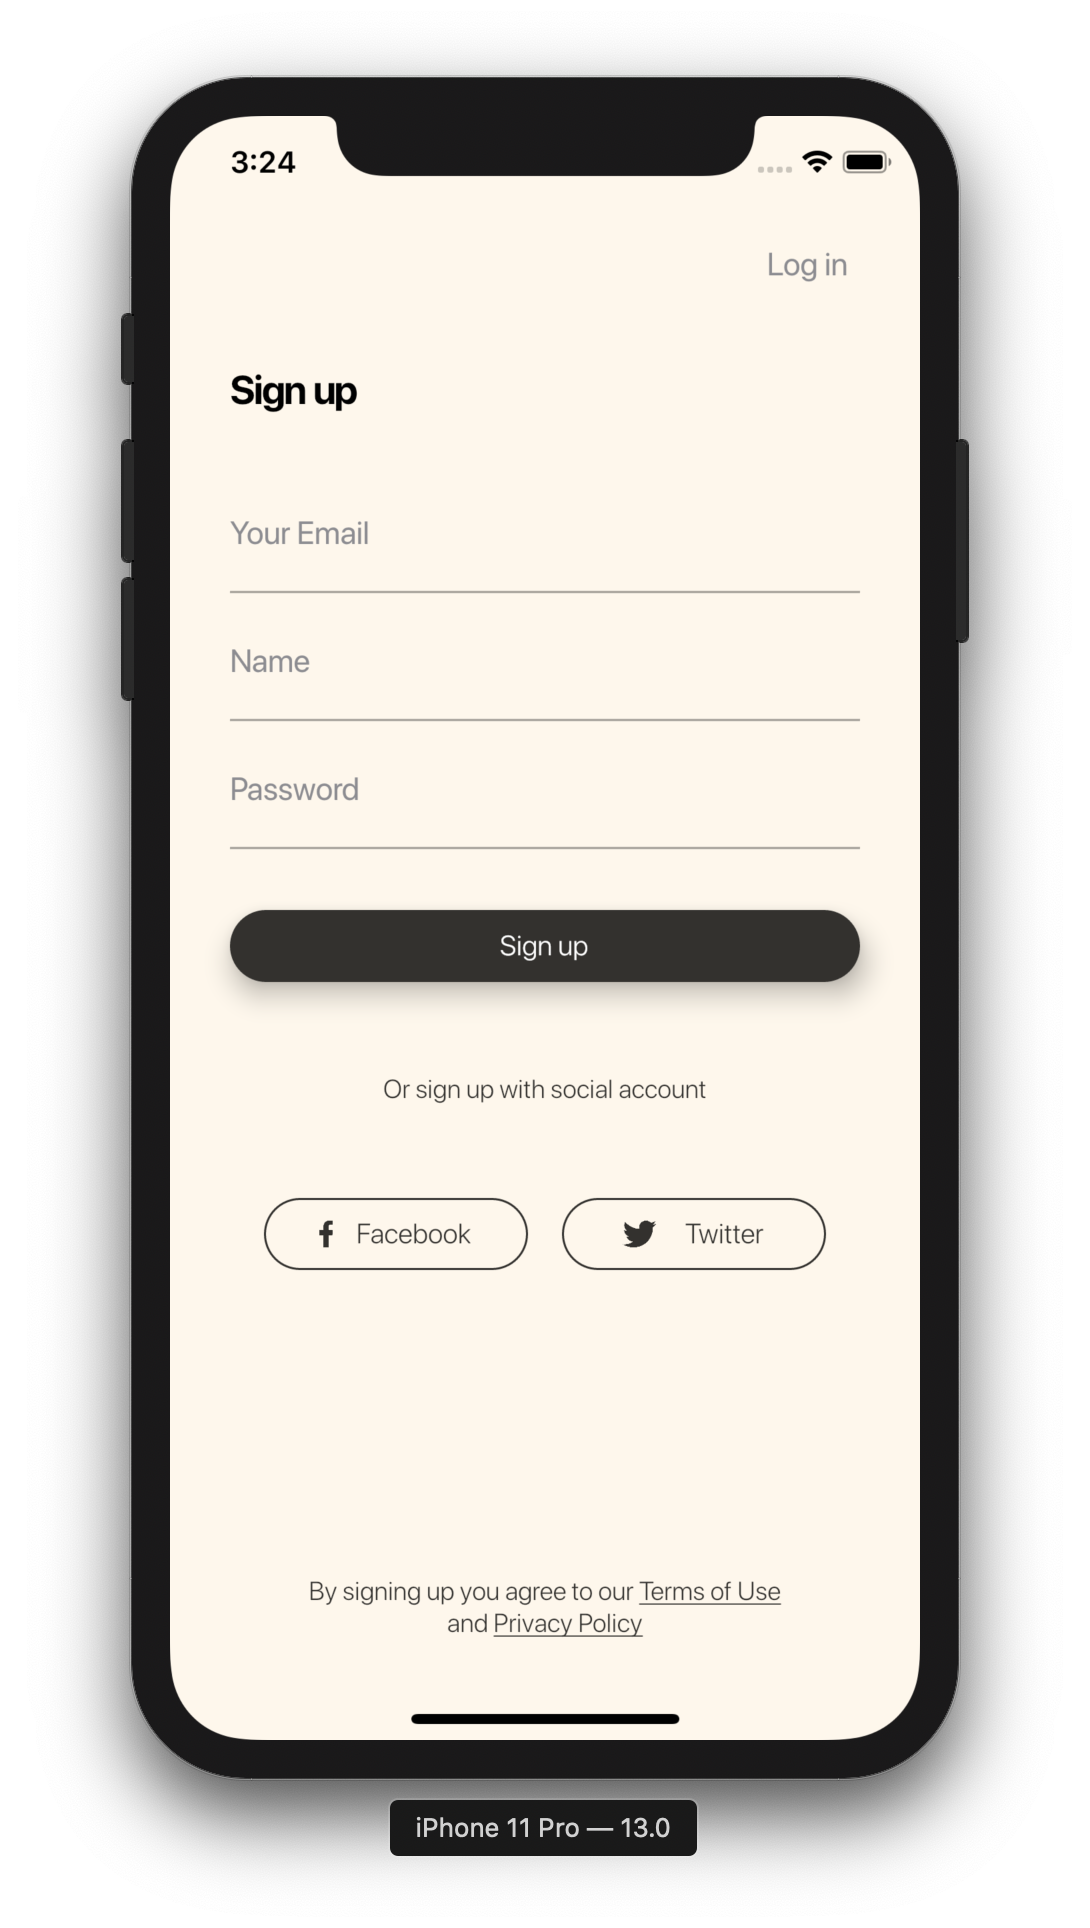 3:24
Log in
Sign up
Your Email
Name
Password
Sign up
Or sign up with social account
Facebook
Twitter
By signing up you agree to our Terms of Use
and Privacy Policy
iPhone 11 Pro — 13.0